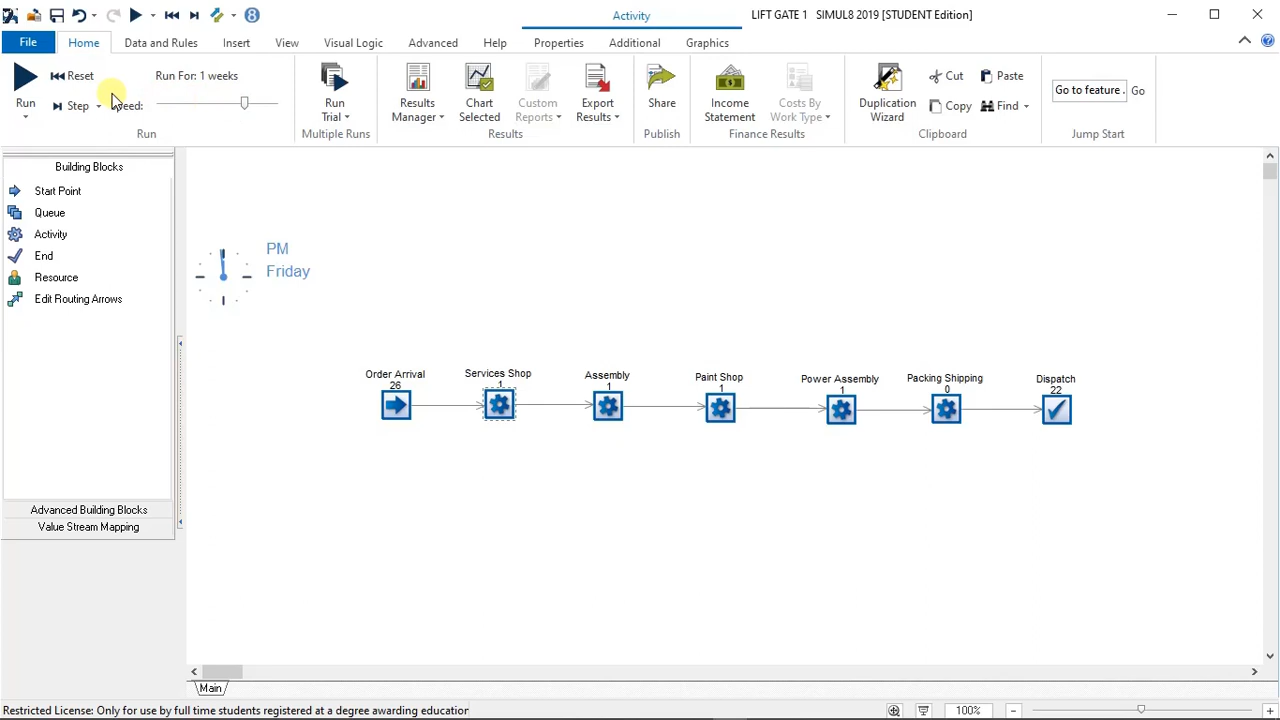 Activity
LIFT GATE 1    SIMUL8 2019 [STUDENT Edition]
File Home Data and Rules Insert View Visual Logic Advanced Help Properties Additional Graphics
Reset
Run For: 1 weeks
Run
Step
Speed:
Run
Run Trial
Multiple Runs
Results Manager
Chart Selected
Custom Reports
Export Results
Results
Share
Publish
Income Statement
Costs By Work Type
Finance Results
Duplication Wizard
Cut
Paste
Copy
Find
Clipboard
Go to feature .
Go
Jump Start
Building Blocks
Start Point
Queue
Activity
End
Resource
Edit Routing Arrows
Advanced Building Blocks
Value Stream Mapping
PM
Friday
Order Arrival
26
Services Shop
1
Assembly
1
Paint Shop
1
Power Assembly
1
Packing Shipping
0
Dispatch
22
Main
Restricted License: Only for use by full time students registered at a degree awarding education
100%